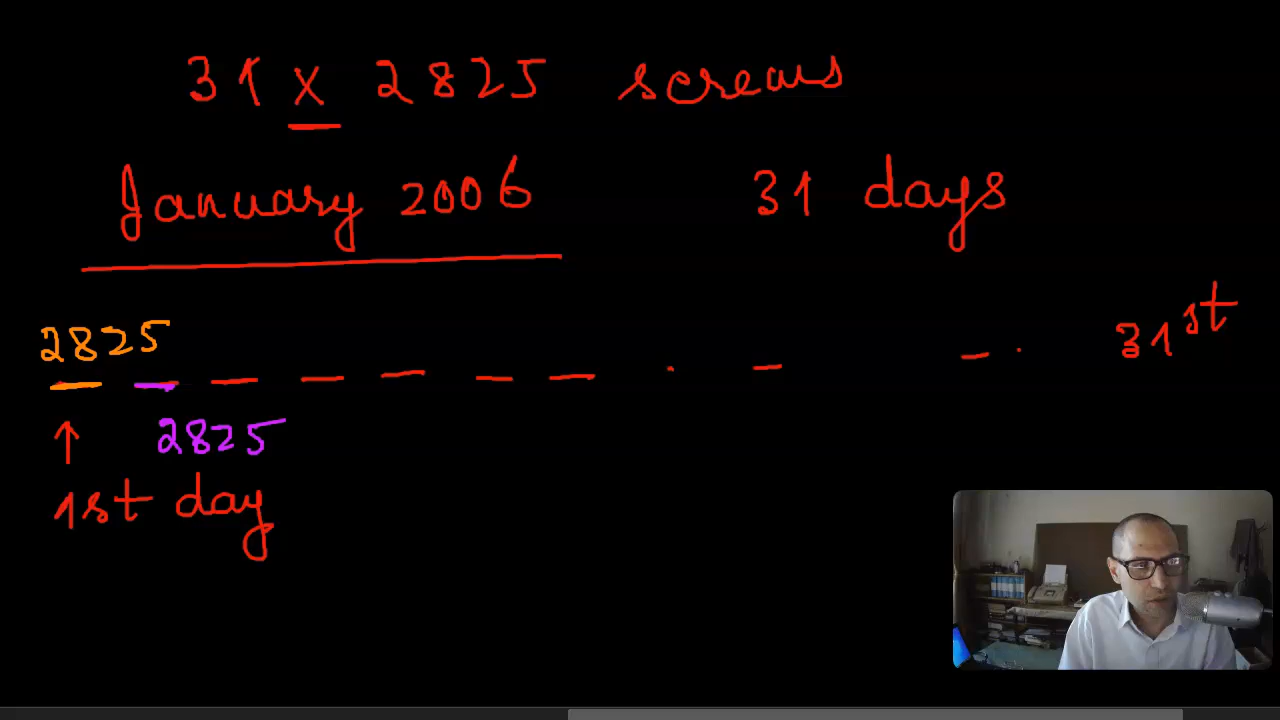 31 x 2825 screws
January 2006 31 days
2825 31st
2825
1st day